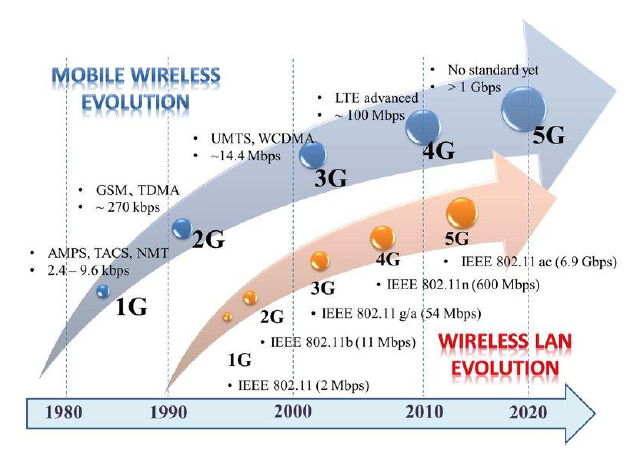 MOBILE WIRELESS
EVOLUTION
• No standard yet
• > 1 Gbps
5G
• LTE advanced
• ~ 100 Mbps
4G
• UMTS, WCDMA
• ~14.4 Mbps
3G
• GSM、TDMA
• ~ 270 kbps
2G
• AMPS, TACS, NMT
• 2.4 – 9.6 kbps
1G
5G
• IEEE 802.11 ac (6.9 Gbps)
4G
• IEEE 802.11n (600 Mbps)
3G
• IEEE 802.11 g/a (54 Mbps)
2G
• IEEE 802.11b (11 Mbps)
1G
• IEEE 802.11 (2 Mbps)
WIRELESS LAN
EVOLUTION
1980 1990 2000 2010 2020